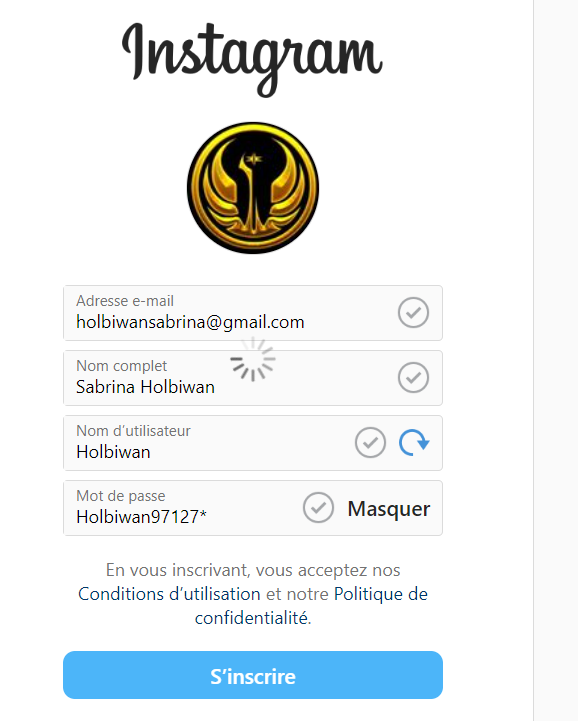 Instagram
Adresse e-mail
holbiwansabrina@gmail.com
Nom complet
Sabrina Holbiwan
Nom d'utilisateur
Holbiwan
Mot de passe
Holbiwan97127*
Masquer
En vous inscrivant, vous acceptez nos
Conditions d'utilisation et notre Politique de
confidentialité.
S'inscrire